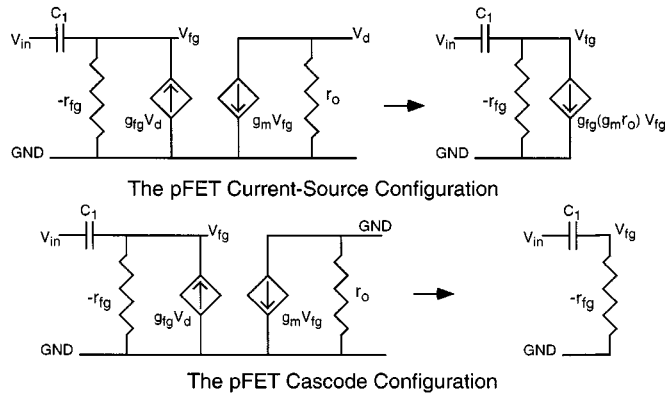 C1
Vin
Vfg
Vd
-rfg
gfgVd
gmVfg
ro
GND
C1
Vin
Vfg
-rfg
gfg(gmro) Vfg
GND
The pFET Current-Source Configuration
C1
Vin
Vfg
GND
-rfg
gfgVd
gmVfg
ro
GND
C1
Vin
Vfg
-rfg
GND
The pFET Cascode Configuration